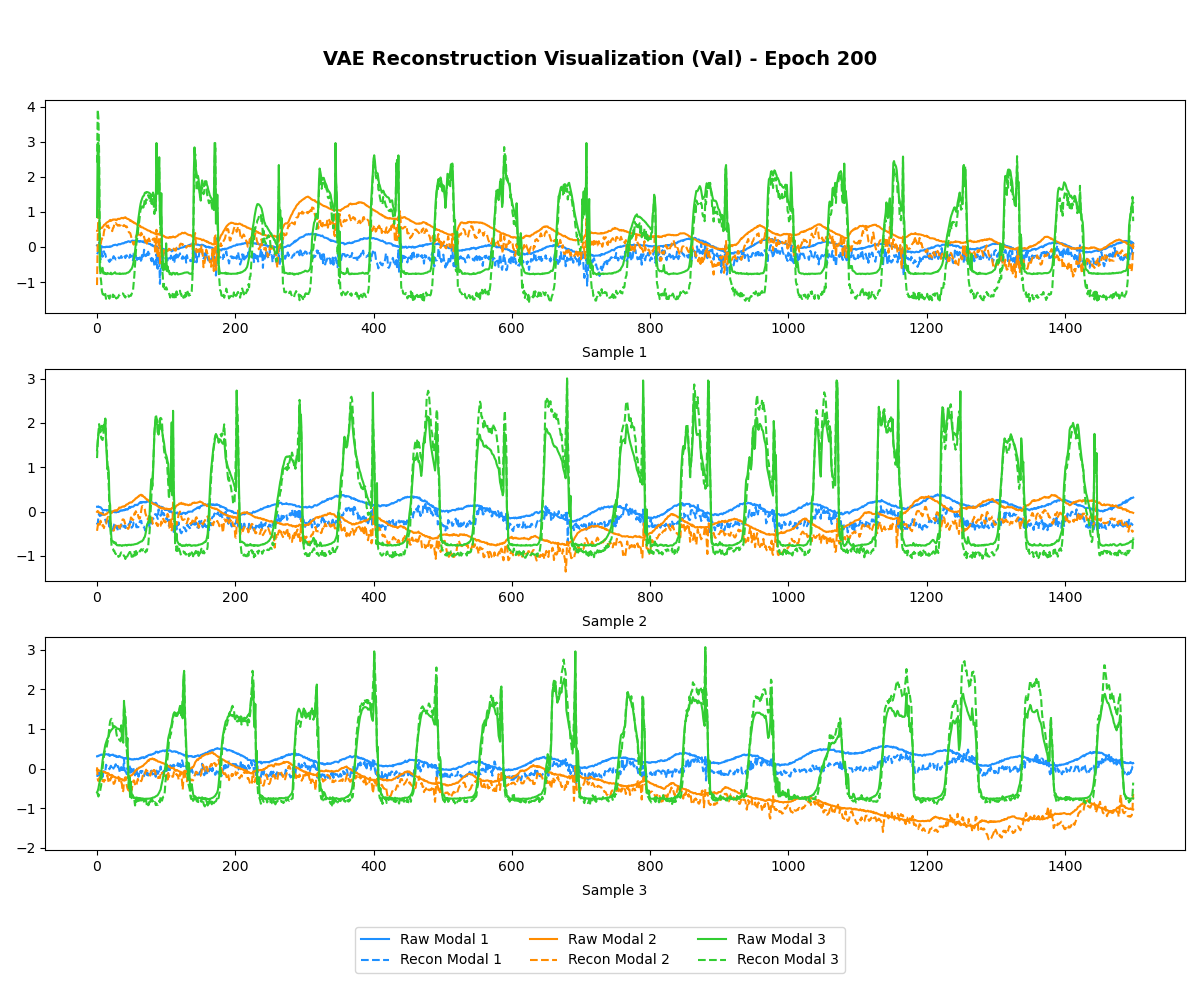 VAE Reconstruction Visualization (Val) - Epoch 200
4
3
2
1
0
−1
0 200 400 600 800 1000 1200 1400
Sample 1
3
2
1
0
−1
0 200 400 600 800 1000 1200 1400
Sample 2
3
2
1
0
−1
−2
0 200 400 600 800 1000 1200 1400
Sample 3
Raw Modal 1 Raw Modal 2 Raw Modal 3
Recon Modal 1 Recon Modal 2 Recon Modal 3